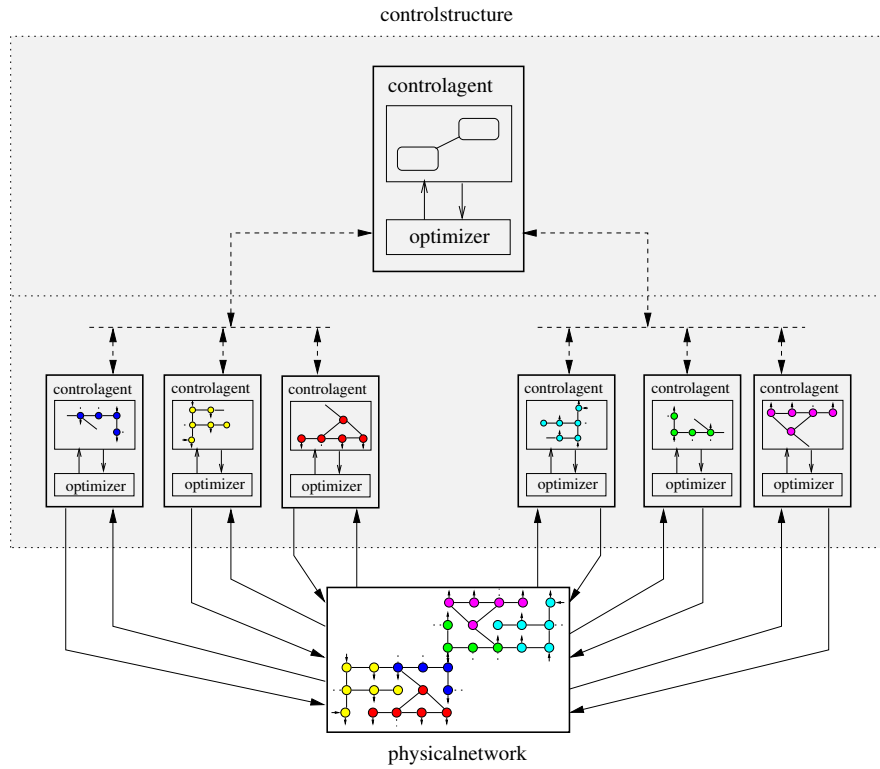 controlstructure
controlagent
optimizer
controlagent
controlagent
controlagent
controlagent
controlagent
controlagent
optimizer
optimizer
optimizer
optimizer
optimizer
optimizer
physicalnetwork